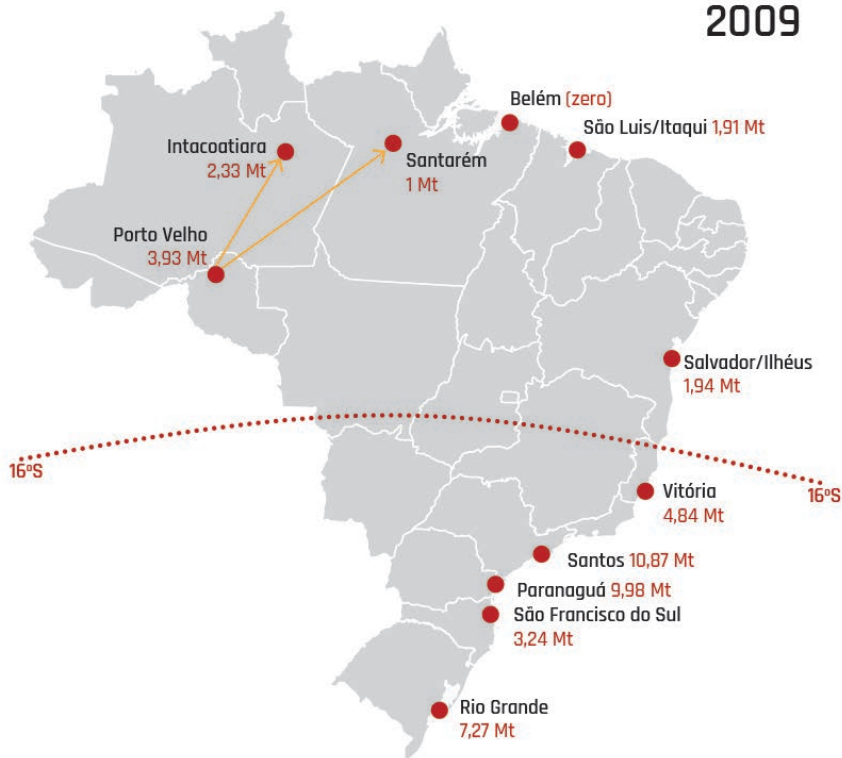 2009
Belém (zero)
São Luis/Itaqui 1,91 Mt
Intacoatiara
2,33 Mt
Santarém
1 Mt
Porto Velho
3,93 Mt
Salvador/Ilhéus
1,94 Mt
16ºS
16ºS
Vitória
4,84 Mt
Santos 10,87 Mt
Paranaguá 9,98 Mt
São Francisco do Sul
3,24 Mt
Rio Grande
7,27 Mt